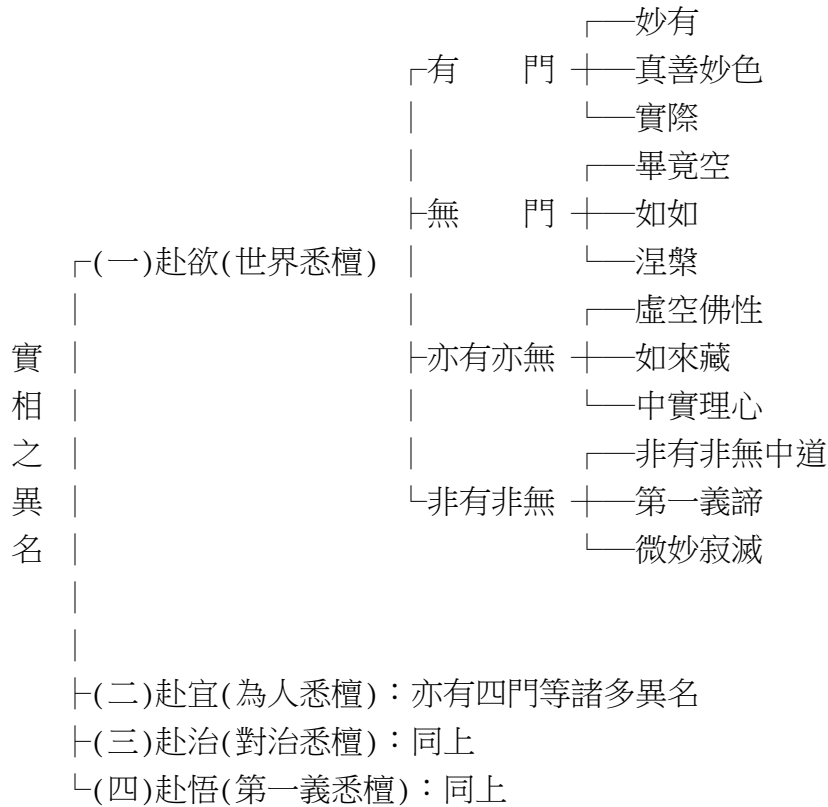 實相之異名
(一)赴欲(世界悉檀)
有門
妙有
真善妙色
實際
無門
畢竟空
如如
涅槃
亦有亦無
虛空佛性
如來藏
中實理心
非有非無
非有非無中道
第一義諦
微妙寂滅
(二)赴宜(為人悉檀)：亦有四門等諸多異名
(三)赴治(對治悉檀)：同上
(四)赴悟(第一義悉檀)：同上